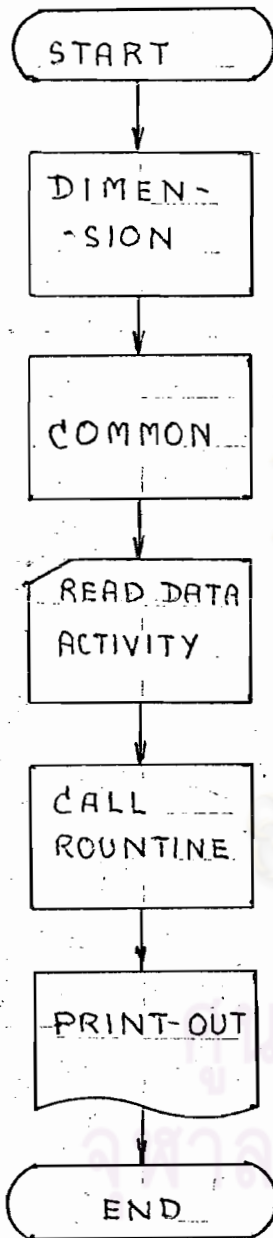 START
DIMEN-
-SION
COMMON
READ DATA
ACTIVITY
CALL
ROUNTINE
PRINT-OUT
END